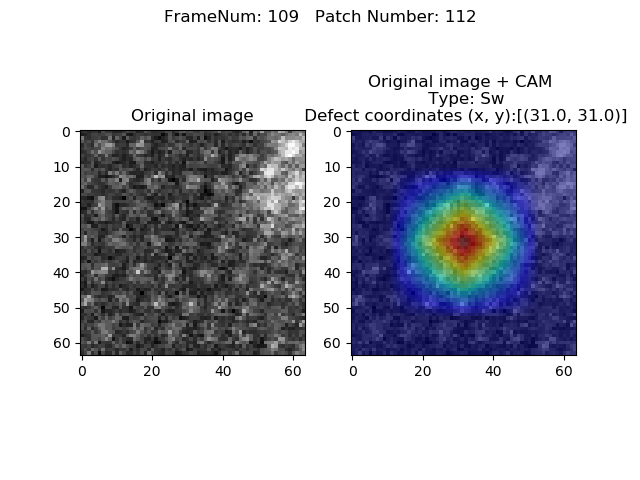 FrameNum: 109   Patch Number: 112
Original image
Original image + CAM
Type: Sw
Defect coordinates (x, y):[(31.0, 31.0)]
0
10
20
30
40
50
60
0 20 40 60
0
10
20
30
40
50
60
0 20 40 60